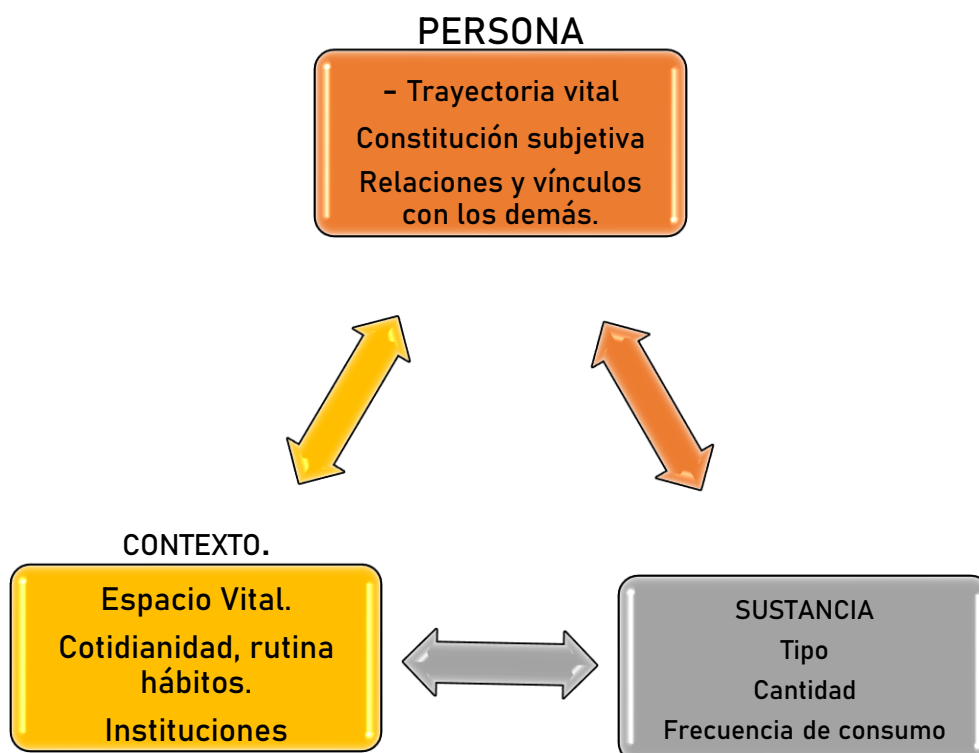 PERSONA
– Trayectoria vital
Constitución subjetiva
Relaciones y vínculos
con los demás.
CONTEXTO.
Espacio Vital.
Cotidianidad, rutina
hábitos.
Instituciones
SUSTANCIA
Tipo
Cantidad
Frecuencia de consumo